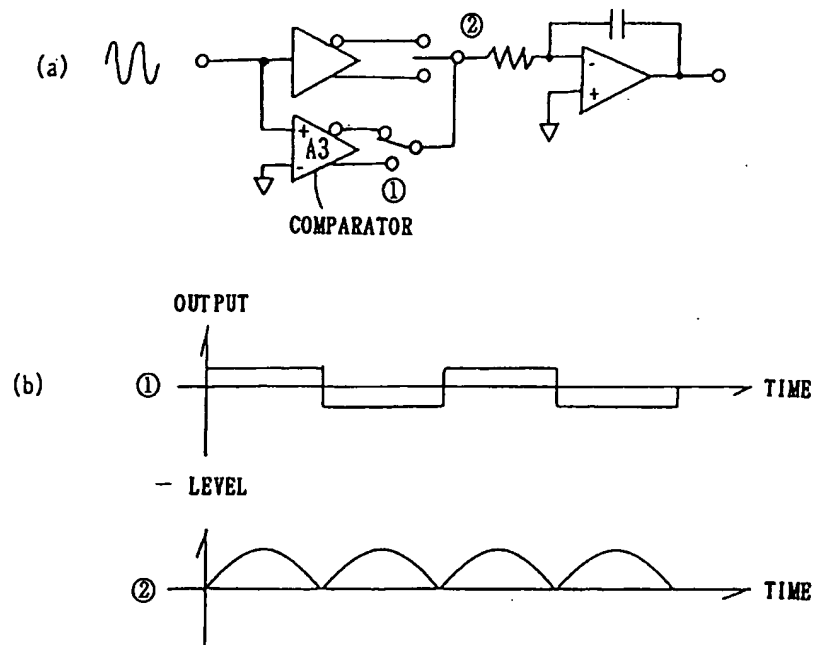 ②
(a)
+
-
A3
-
+
①
COMPARATOR
OUTPUT
(b)
① TIME
— LEVEL
② TIME